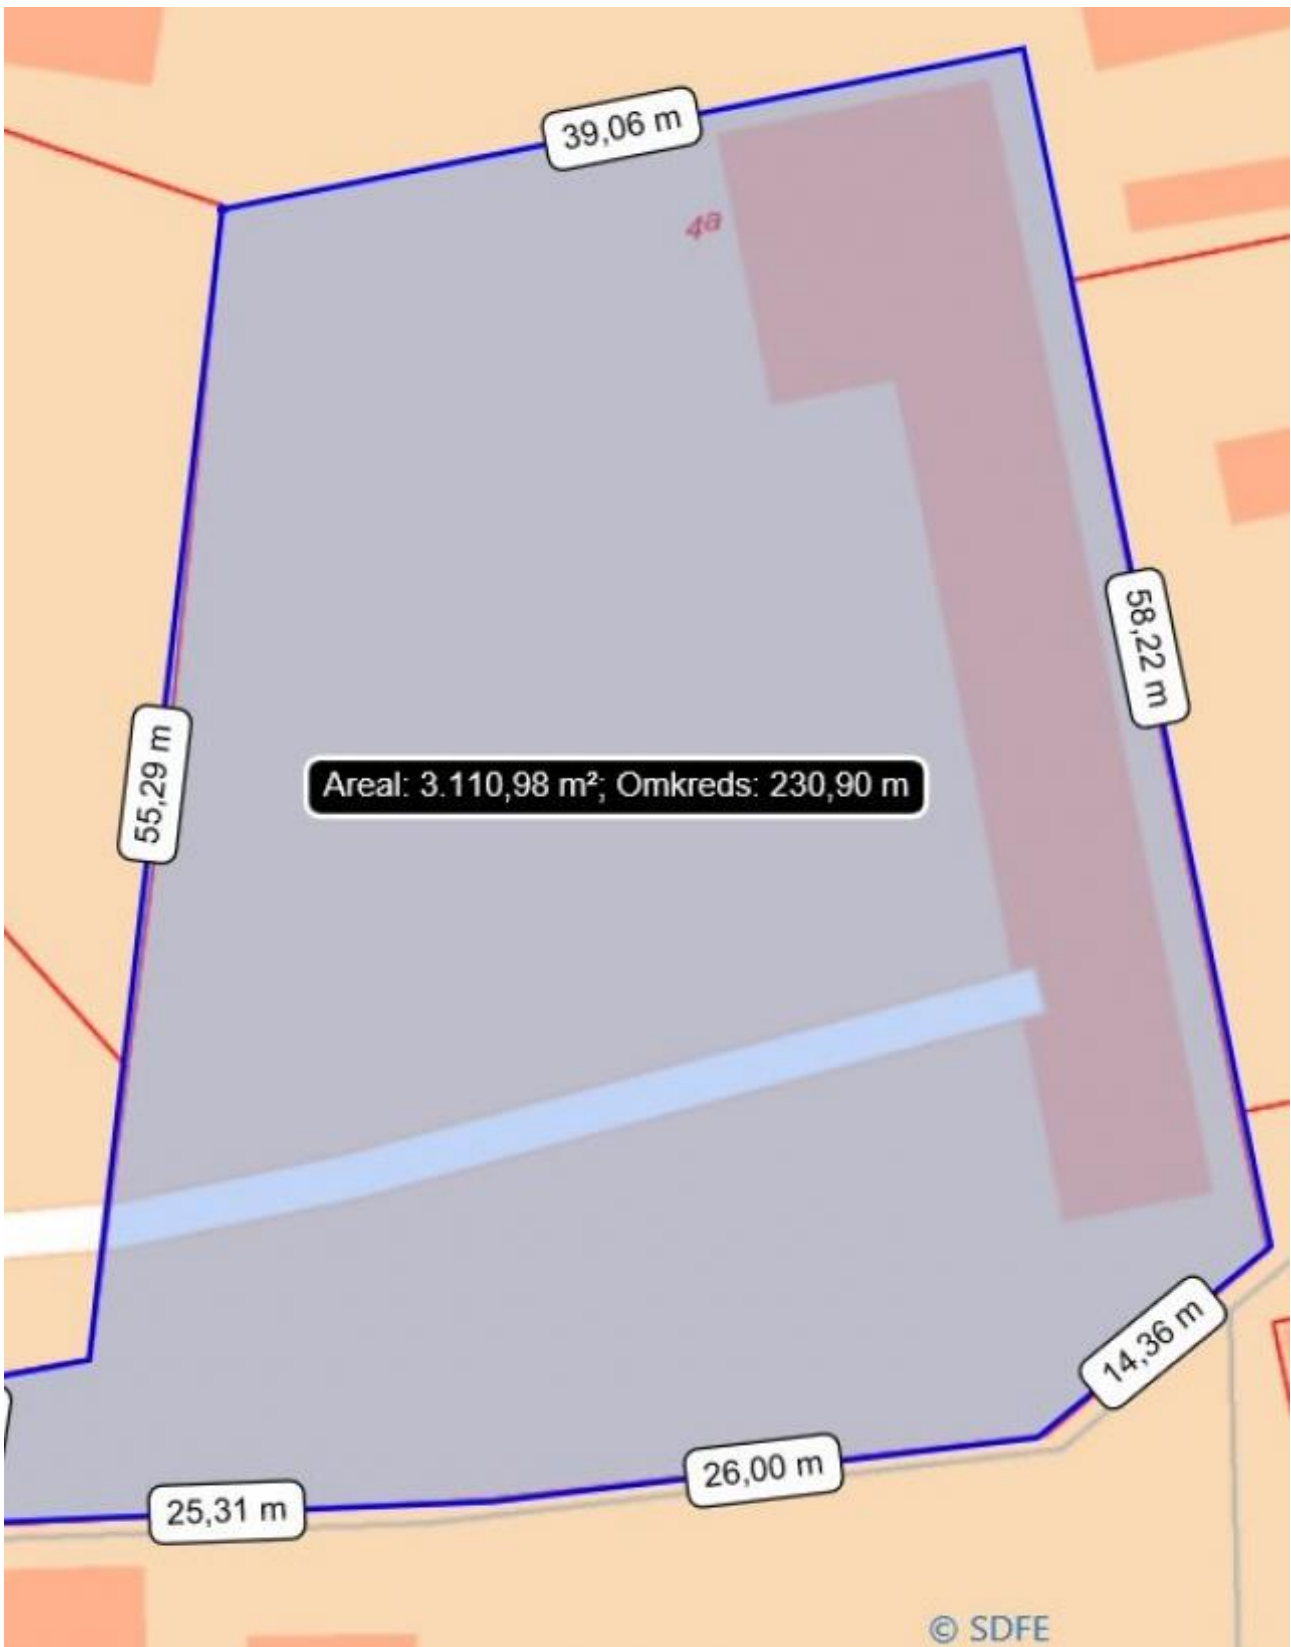 39,06 m
4a
58,22 m
55,29 m
Areal: 3.110,98 m²; Omkreds: 230,90 m
14,36 m
26,00 m
25,31 m
© SDFE